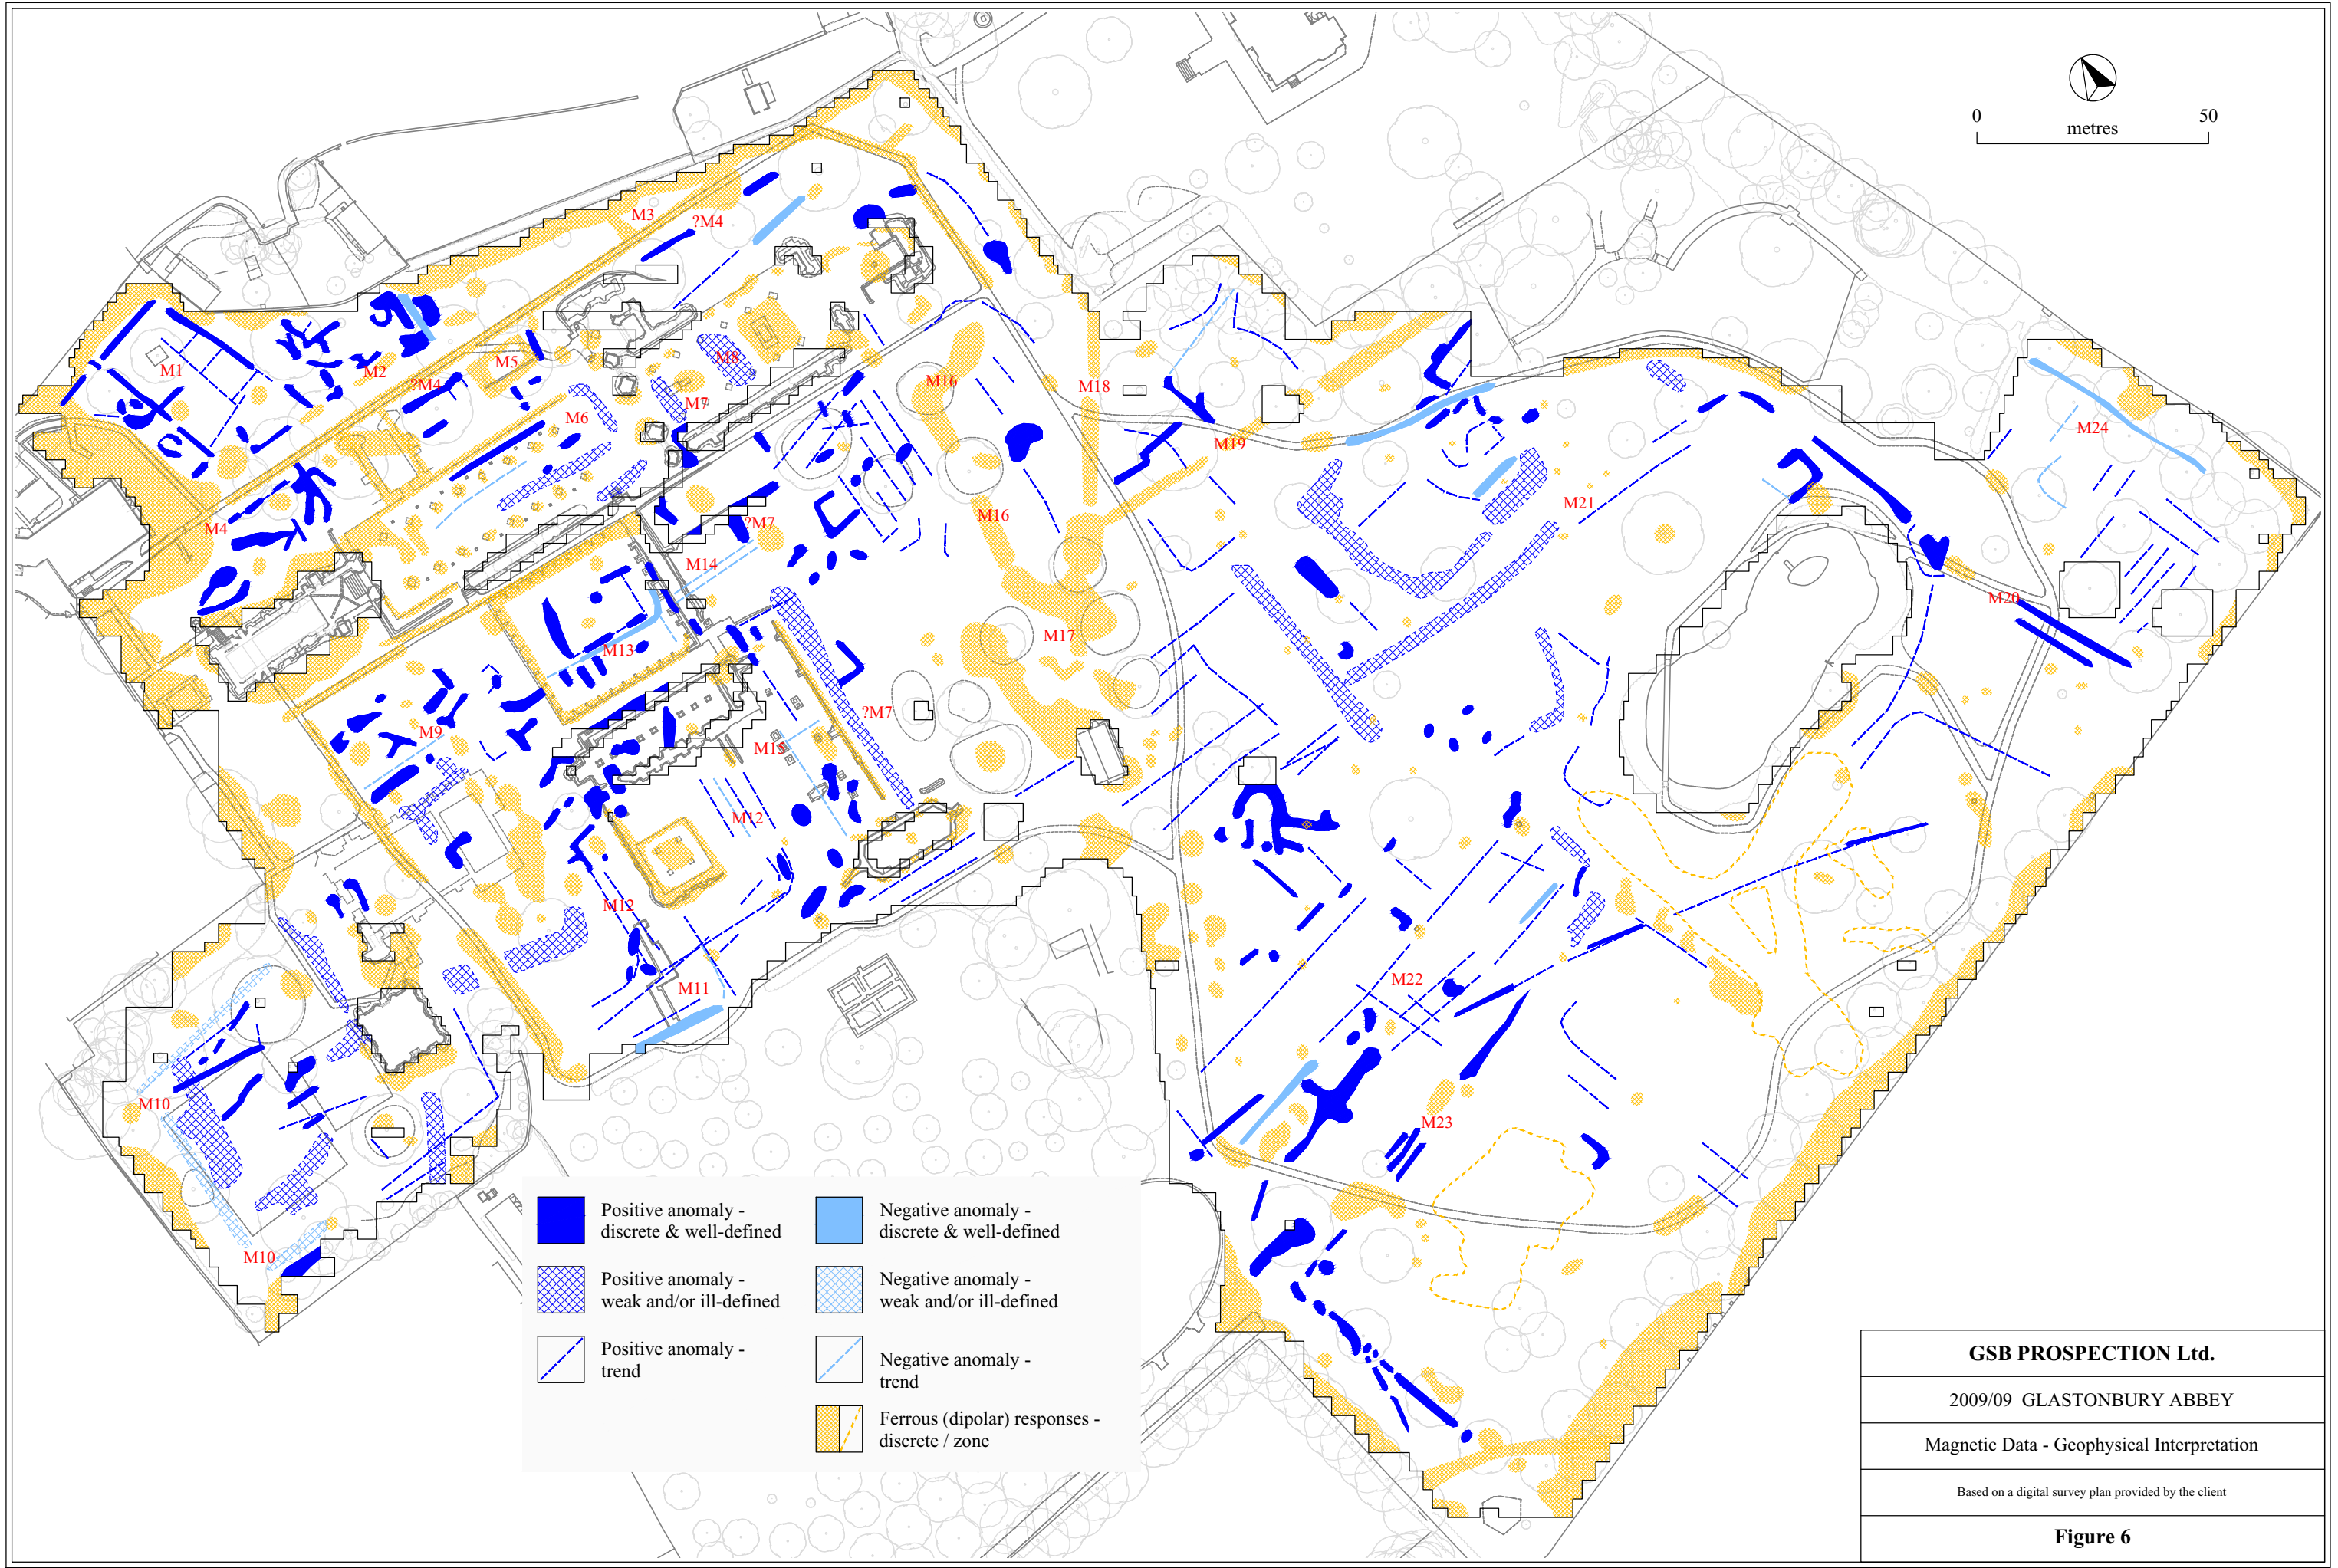 0 50
metres
M3
?M4
M1
M2
M5
?M4
M8
M7
M6
M16
M18
M19
M24
M4
?M7
M16
M21
M14
M20
M13
M17
M9
?M7
M15
M12
M12
M22
M11
M10
M23
M10
Positive anomaly -
discrete & well-defined
Positive anomaly -
weak and/or ill-defined
Positive anomaly -
trend
Negative anomaly -
discrete & well-defined
Negative anomaly -
weak and/or ill-defined
Negative anomaly -
trend
Ferrous (dipolar) responses -
discrete / zone
GSB PROSPECTION Ltd.
2009/09 GLASTONBURY ABBEY
Magnetic Data - Geophysical Interpretation
Based on a digital survey plan provided by the client
Figure 6